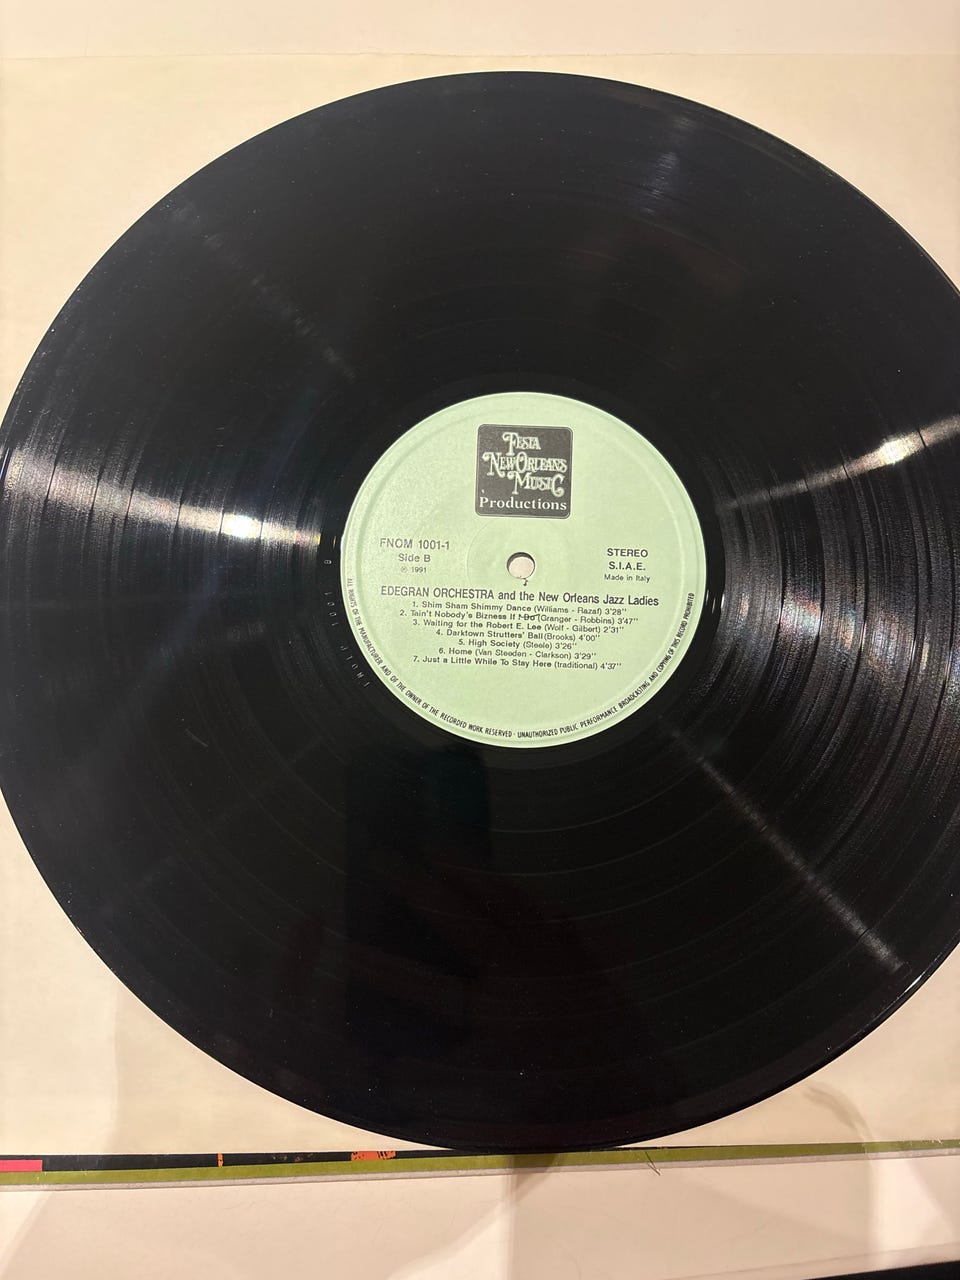 FESTA
NEW ORLEANS
MUSIC
Productions
FNOM 1001-1
Side B
℗ 1991
STEREO
S.I.A.E.
Made in Italy
EDEGRAN ORCHESTRA and the New Orleans Jazz Ladies
1. Shim Sham Shimmy Dance (Williams - Razaf) 3'28"
2. Tain't Nobody's Bizness If I Do (Granger - Robbins) 3'47"
3. Waiting for the Robert E. Lee (Wolf - Gilbert) 2'31"
4. Darktown Strutters' Ball (Brooks) 4'00"
5. High Society (Steele) 3'26"
6. Home (Van Steeden - Clarkson) 3'29"
7. Just a Little While To Stay Here (traditional) 4'37"
ALL RIGHTS OF THE MANUFACTURER AND OF THE OWNER OF THE RECORDED WORK RESERVED · UNAUTHORIZED PUBLIC PERFORMANCE BROADCASTING AND COPYING OF THIS RECORD PROHIBITED